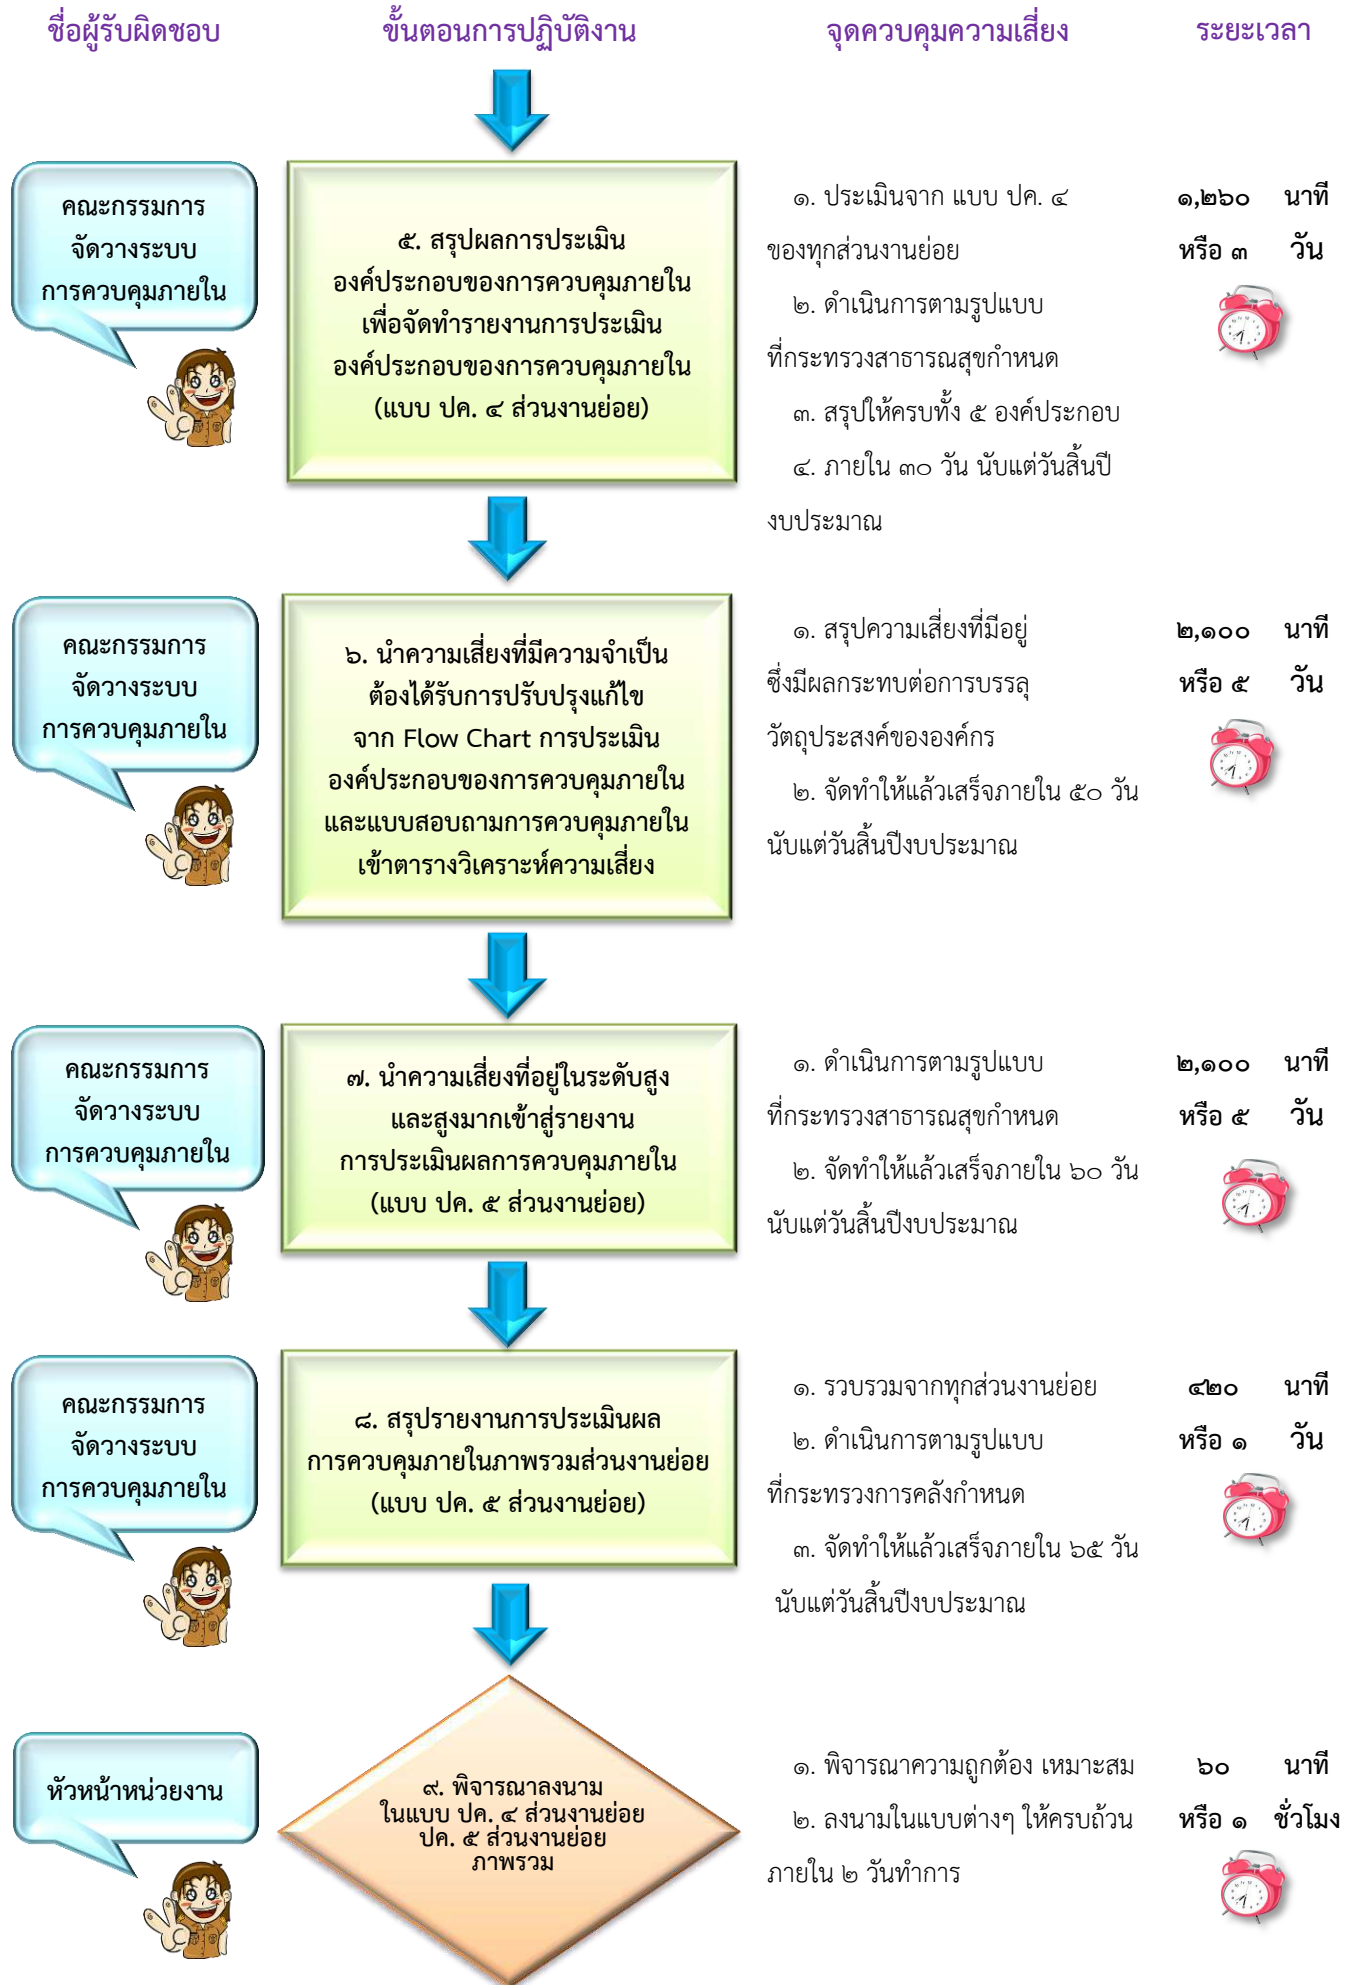 ชื่อผู้รับผิดชอบ
ขั้นตอนการปฏิบัติงาน
จุดควบคุมความเสี่ยง
ระยะเวลา
คณะกรรมการ
จัดวางระบบ
การควบคุมภายใน
๕. สรุปผลการประเมิน
องค์ประกอบของการควบคุมภายใน
เพื่อจัดทำรายงานการประเมิน
องค์ประกอบของการควบคุมภายใน
(แบบ ปค. ๔ ส่วนงานย่อย)
๑. ประเมินจาก แบบ ปค. ๔
ของทุกส่วนงานย่อย
๒. ดำเนินการตามรูปแบบ
ที่กระทรวงสาธารณสุขกำหนด
๓. สรุปให้ครบทั้ง ๕ องค์ประกอบ
๔. ภายใน ๓๐ วัน นับแต่วันสิ้นปี
งบประมาณ
๑,๒๖๐ นาที
หรือ ๓ วัน
คณะกรรมการ
จัดวางระบบ
การควบคุมภายใน
๖. นำความเสี่ยงที่มีความจำเป็น
ต้องได้รับการปรับปรุงแก้ไข
จาก Flow Chart การประเมิน
องค์ประกอบของการควบคุมภายใน
และแบบสอบถามการควบคุมภายใน
เข้าตารางวิเคราะห์ความเสี่ยง
๑. สรุปความเสี่ยงที่มีอยู่
ซึ่งมีผลกระทบต่อการบรรลุ
วัตถุประสงค์ขององค์กร
๒. จัดทำให้แล้วเสร็จภายใน ๕๐ วัน
นับแต่วันสิ้นปีงบประมาณ
๒,๑๐๐ นาที
หรือ ๕ วัน
คณะกรรมการ
จัดวางระบบ
การควบคุมภายใน
๗. นำความเสี่ยงที่อยู่ในระดับสูง
และสูงมากเข้าสู่รายงาน
การประเมินผลการควบคุมภายใน
(แบบ ปค. ๕ ส่วนงานย่อย)
๑. ดำเนินการตามรูปแบบ
ที่กระทรวงสาธารณสุขกำหนด
๒. จัดทำให้แล้วเสร็จภายใน ๖๐ วัน
นับแต่วันสิ้นปีงบประมาณ
๒,๑๐๐ นาที
หรือ ๕ วัน
คณะกรรมการ
จัดวางระบบ
การควบคุมภายใน
๘. สรุปรายงานการประเมินผล
การควบคุมภายในภาพรวมส่วนงานย่อย
(แบบ ปค. ๕ ส่วนงานย่อย)
๑. รวบรวมจากทุกส่วนงานย่อย
๒. ดำเนินการตามรูปแบบ
ที่กระทรวงการคลังกำหนด
๓. จัดทำให้แล้วเสร็จภายใน ๖๕ วัน
นับแต่วันสิ้นปีงบประมาณ
๔๒๐ นาที
หรือ ๑ วัน
หัวหน้าหน่วยงาน
๙. พิจารณาลงนาม
ในแบบ ปค. ๔ ส่วนงานย่อย
ปค. ๕ ส่วนงานย่อย
ภาพรวม
๑. พิจารณาความถูกต้อง เหมาะสม
๒. ลงนามในแบบต่างๆ ให้ครบถ้วน
ภายใน ๒ วันทำการ
๖๐ นาที
หรือ ๑ ชั่วโมง